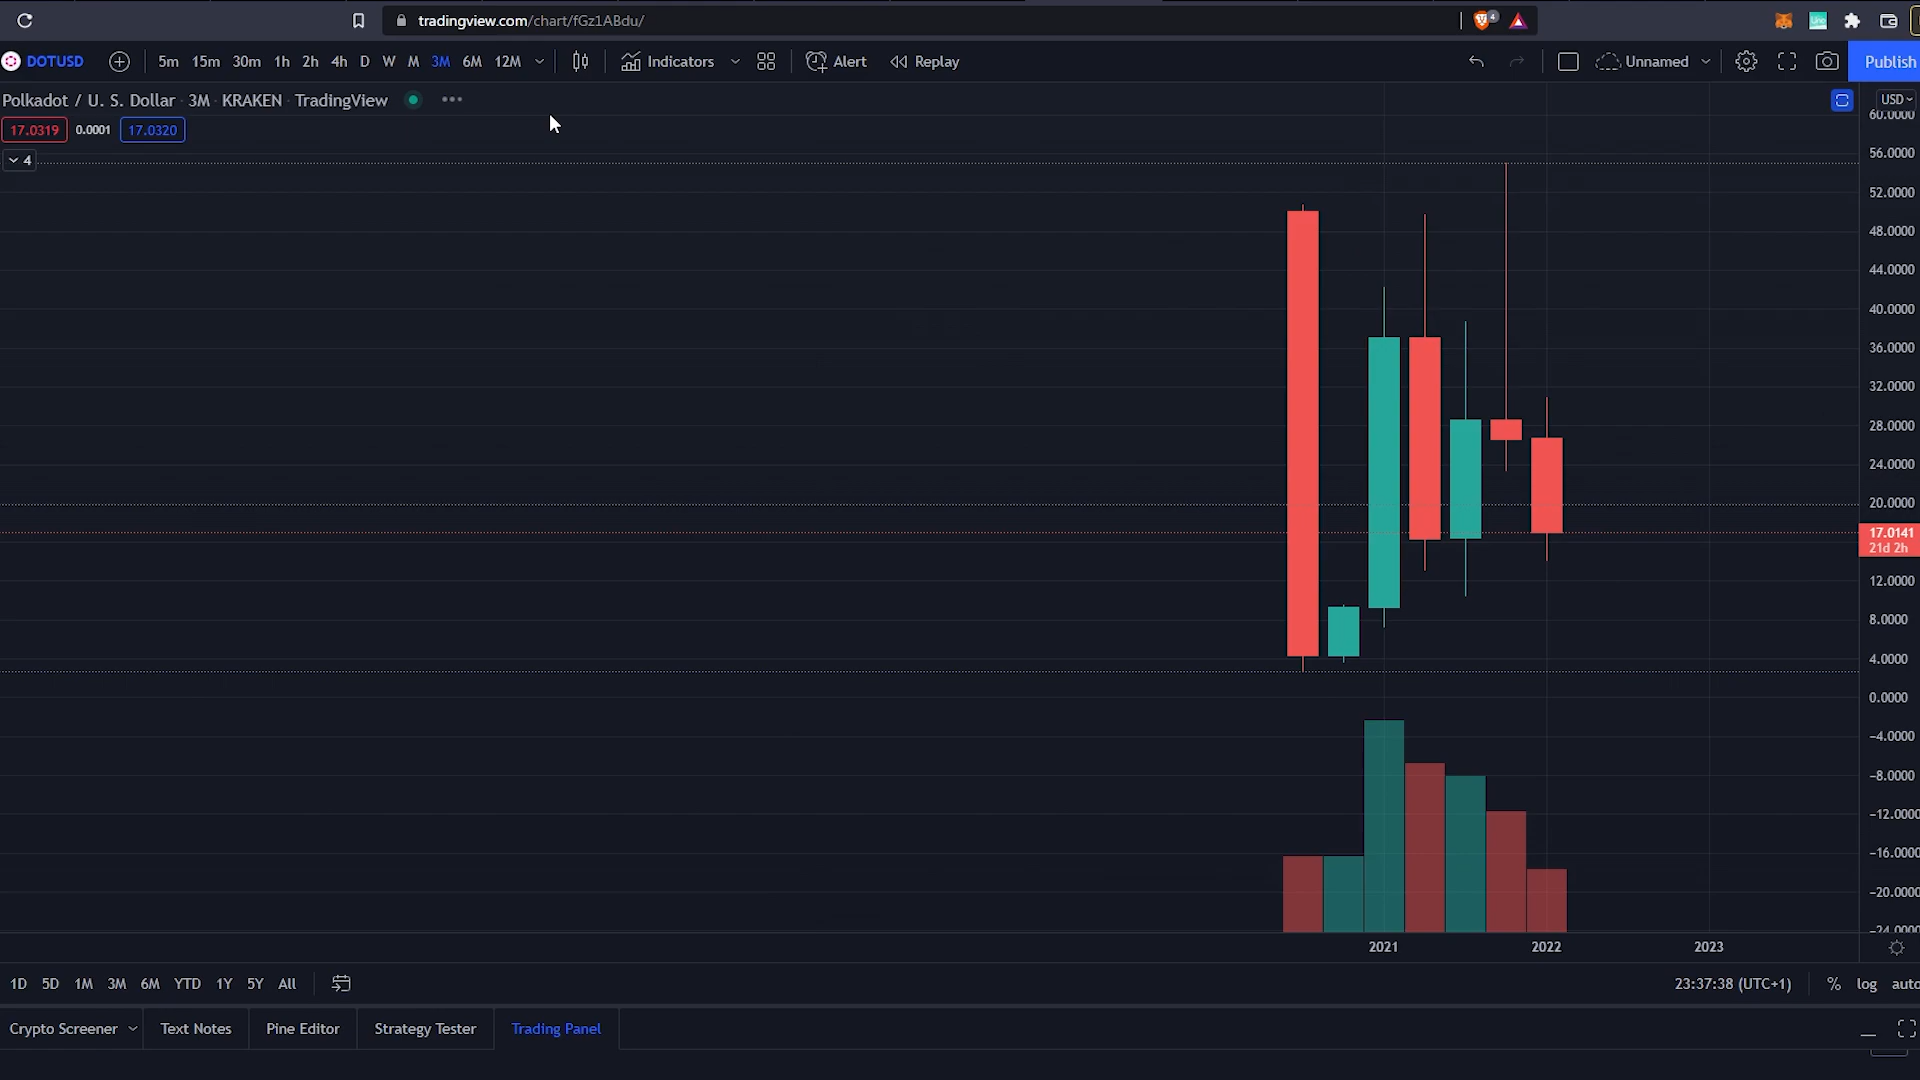 tradingview.com/chart/fGz1ABdu/
4
DOTUSD 5m 15m 30m 1h 2h 4h D W M 3M 6M 12M Indicators Alert Replay Unnamed Publish
Polkadot / U. S. Dollar · 3M · KRAKEN · TradingView
USD
17.0319 0.0001 17.0320
4
60.0000
56.0000
52.0000
48.0000
44.0000
40.0000
36.0000
32.0000
28.0000
24.0000
20.0000
17.0141
21d 2h
12.0000
8.0000
4.0000
0.0000
-4.0000
-8.0000
-12.0000
-16.0000
-20.0000
-24.0000
2021 2022 2023
1D 5D 1M 3M 6M YTD 1Y 5Y All 23:37:38 (UTC+1) % log auto
Crypto Screener Text Notes Pine Editor Strategy Tester Trading Panel